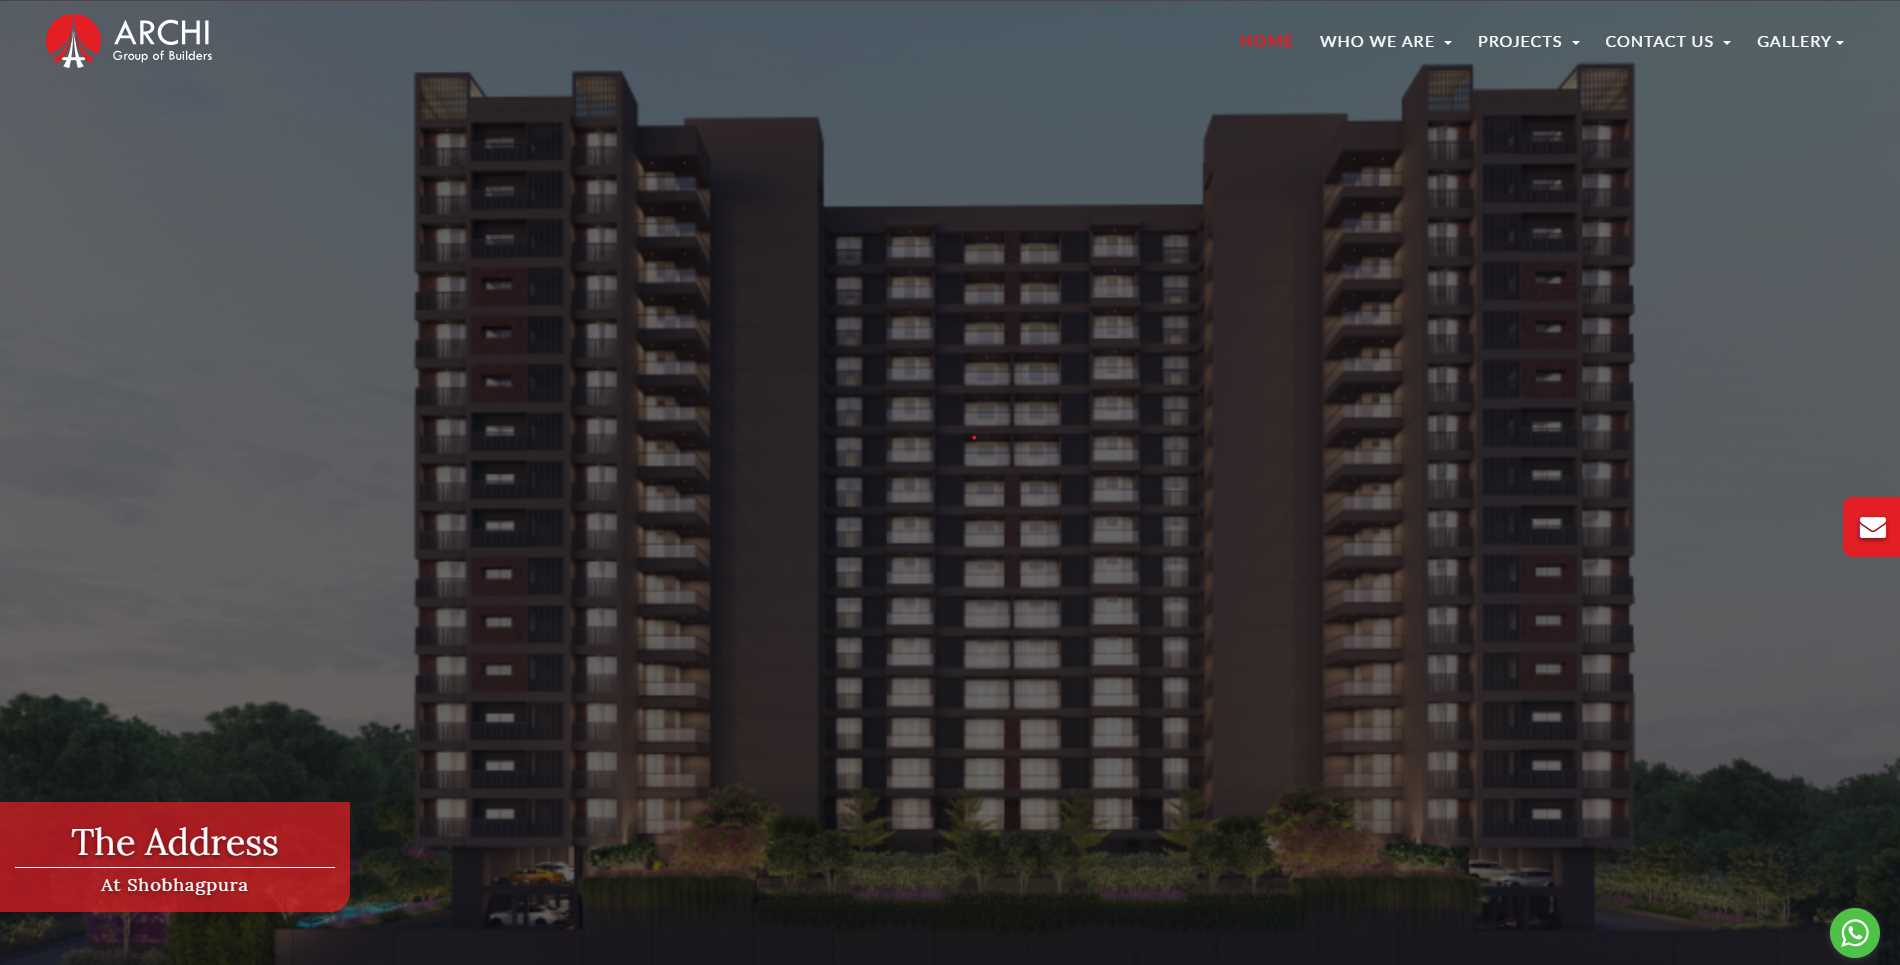 ARCHI
Group of Builders
HOME WHO WE ARE PROJECTS CONTACT US GALLERY
The Address
At Shobhagpura